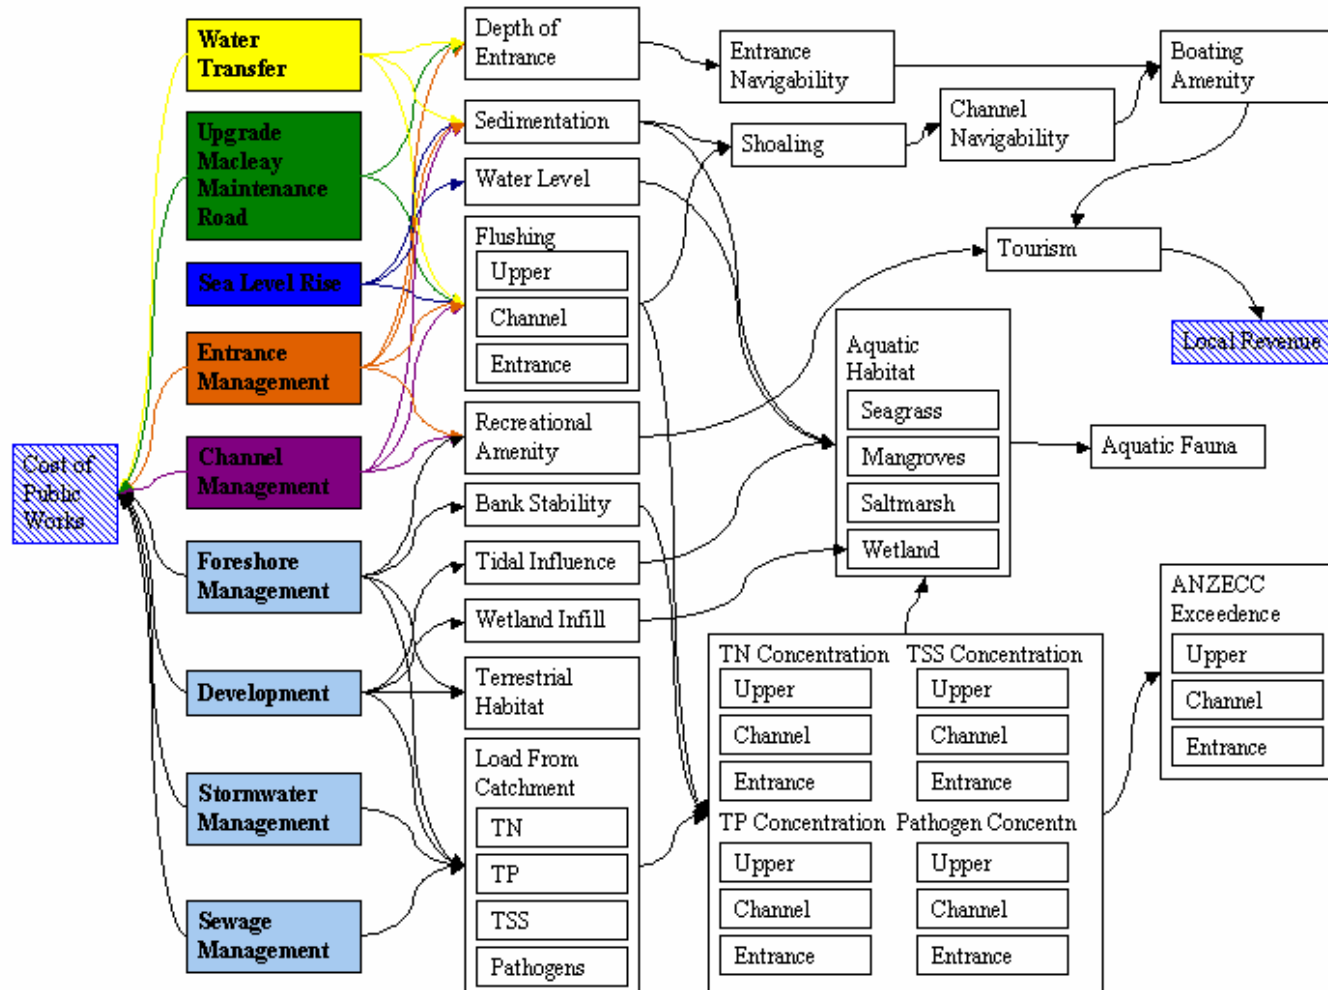 Water
Transfer
Upgrade
Macleay
Maintenance
Road
Sea Level Rise
Entrance
Management
Channel
Management
Cost of
Public
Works
Foreshore
Management
Development
Stormwater
Management
Sewage
Management
Depth of
Entrance
Sedimentation
Water Level
Flushing
Upper
Channel
Entrance
Recreational
Amenity
Bank Stability
Tidal Influence
Wetland Infill
Terrestrial
Habitat
Load From
Catchment
TN
TP
TSS
Pathogens
Entrance
Navigability
Shoaling
Channel
Navigability
Boating
Amenity
Tourism
Local Revenue
Aquatic
Habitat
Seagrass
Mangroves
Saltmarsh
Wetland
Aquatic Fauna
TN Concentration
Upper
Channel
Entrance
TSS Concentration
Upper
Channel
Entrance
TP Concentration
Upper
Channel
Entrance
Pathogen Concentn
Upper
Channel
Entrance
ANZECC
Exceedence
Upper
Channel
Entrance